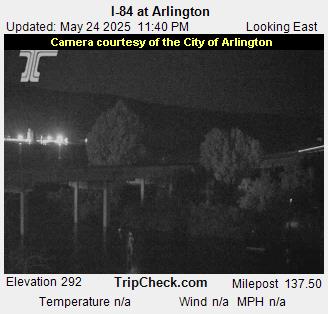 I-84 at Arlington
Updated: May 24 2025 11:40 PM Looking East
Camera courtesy of the City of Arlington
Elevation 292 TripCheck.com Milepost 137.50
Temperature n/a Wind n/a MPH n/a